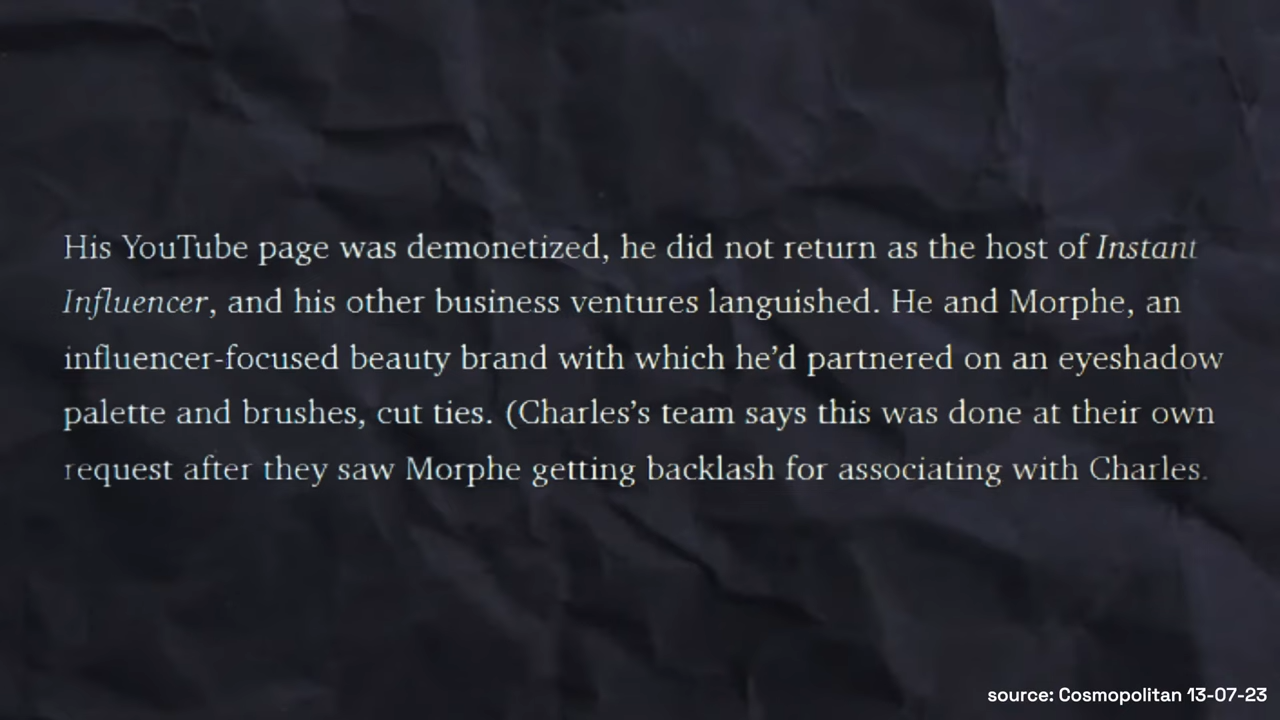 His YouTube page was demonetized, he did not return as the host of Instant
Influencer, and his other business ventures languished. He and Morphe, an
influencer-focused beauty brand with which he’d partnered on an eyeshadow
palette and brushes, cut ties. (Charles’s team says this was done at their own
request after they saw Morphe getting backlash for associating with Charles.
source: Cosmopolitan 13-07-23